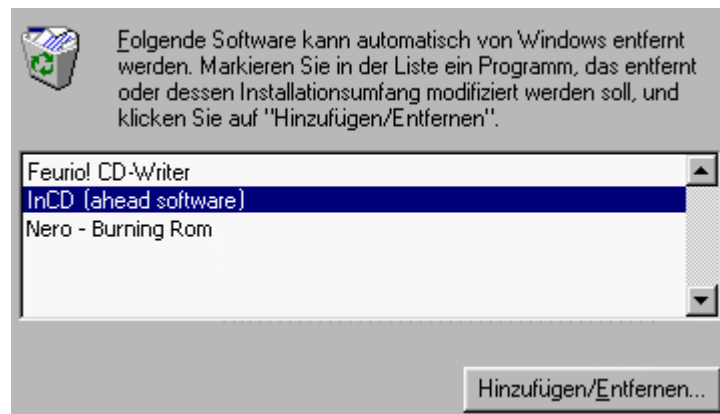 Folgende Software kann automatisch von Windows entfernt
werden. Markieren Sie in der Liste ein Programm, das entfernt
oder dessen Installationsumfang modifiziert werden soll, und
klicken Sie auf "Hinzufügen/Entfernen".
Feurio! CD-Writer
InCD (ahead software)
Nero - Burning Rom
Hinzufügen/Entfernen...